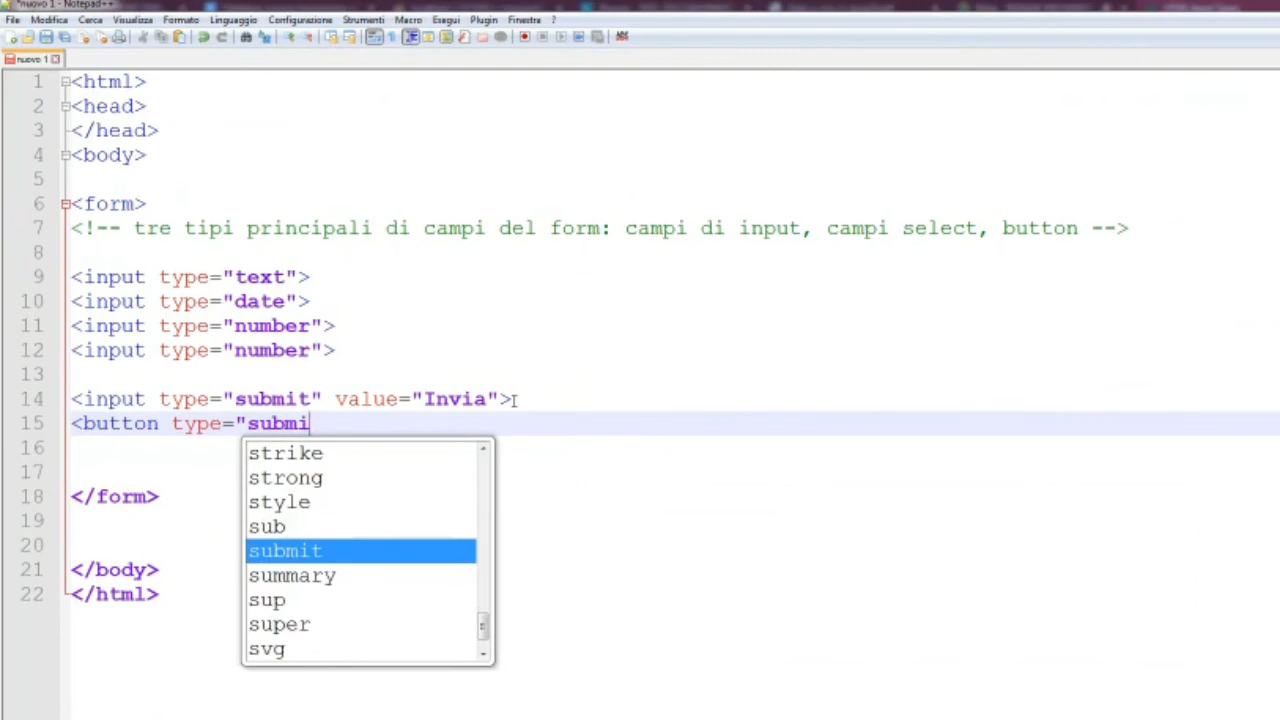 *nuovo 1 - Notepad++
File Modifica Cerca Visualizza Formato Linguaggio Configurazione Strumenti Macro Esegui Plugin Finestra ?
nuovo 1
1 <html>
2 <head>
3 </head>
4 <body>
5
6 <form>
7 <!-- tre tipi principali di campi del form: campi di input, campi select, button -->
8
9 <input type="text">
10 <input type="date">
11 <input type="number">
12 <input type="number">
13
14 <input type="submit" value="Invia">
15 <button type="submi
16
17
18 </form>
19
20
21 </body>
22 </html>
strike
strong
style
sub
submit
summary
sup
super
svg